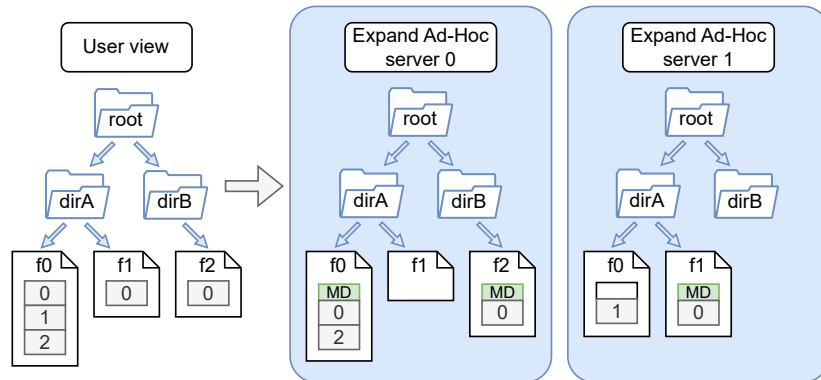 User view
Expand Ad-Hoc
server 0
Expand Ad-Hoc
server 1
root
root
root
dirA
dirB
dirA
dirB
dirA
dirB
f0
f1
f2
f0
f1
f2
f0
f1
0
0
0
1
2
MD
MD
0
0
2
MD
1
0